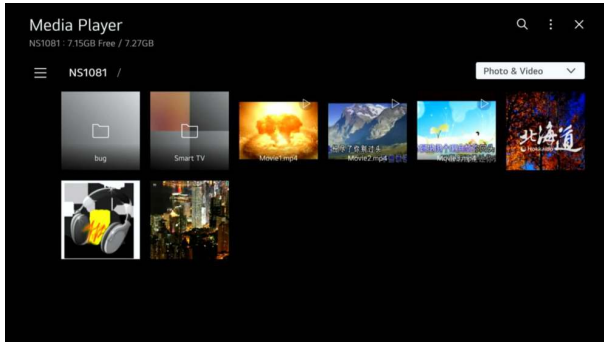 Media Player
NS1081 : 7.15GB Free / 7.27GB
NS1081 /
Photo & Video
bug
Smart TV
Movie1.mp4
Movie2.mp4
Movie3.mp4
北海道
HOKKAIDO